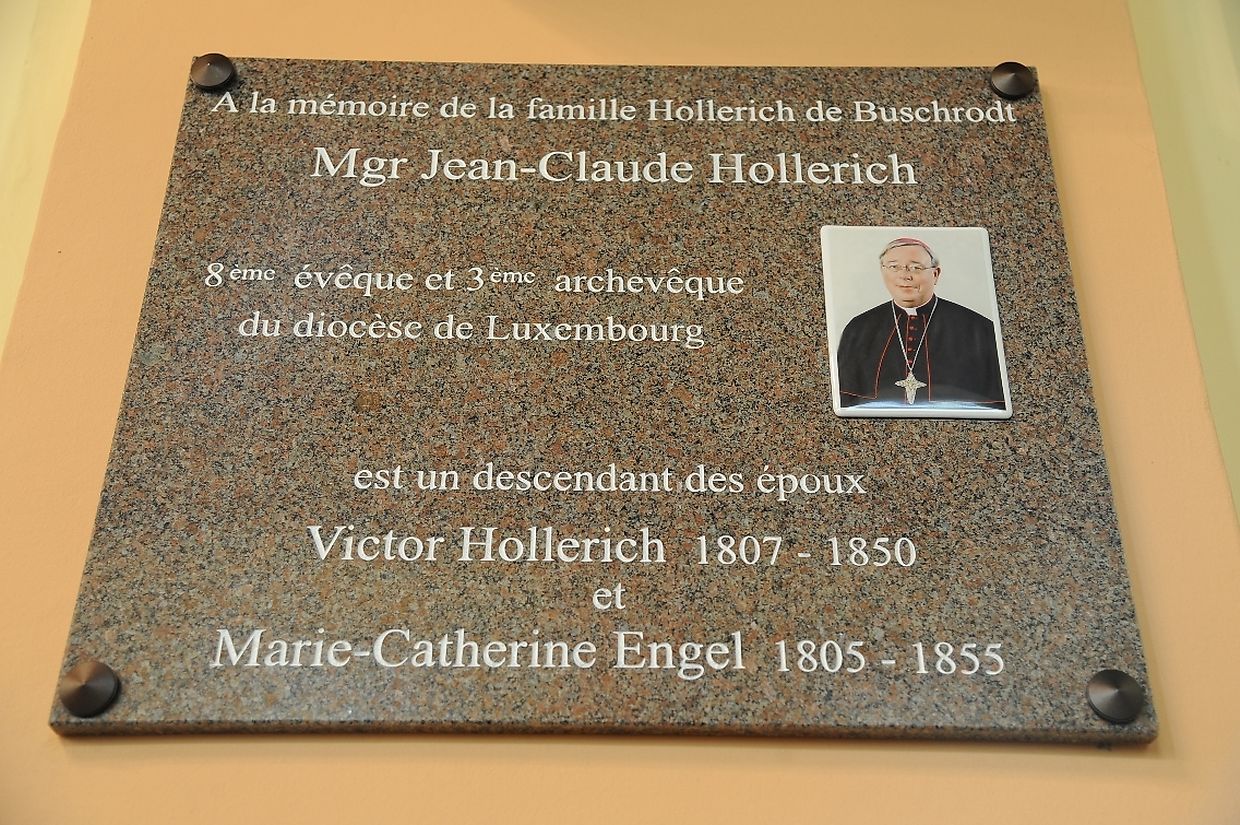 A la mémoire de la famille Hollerich de Buschrodt
Mgr Jean-Claude Hollerich
8ème évêque et 3ème archevêque
du diocèse de Luxembourg
est un descendant des époux
Victor Hollerich 1807 - 1850
et
Marie-Catherine Engel 1805 - 1855